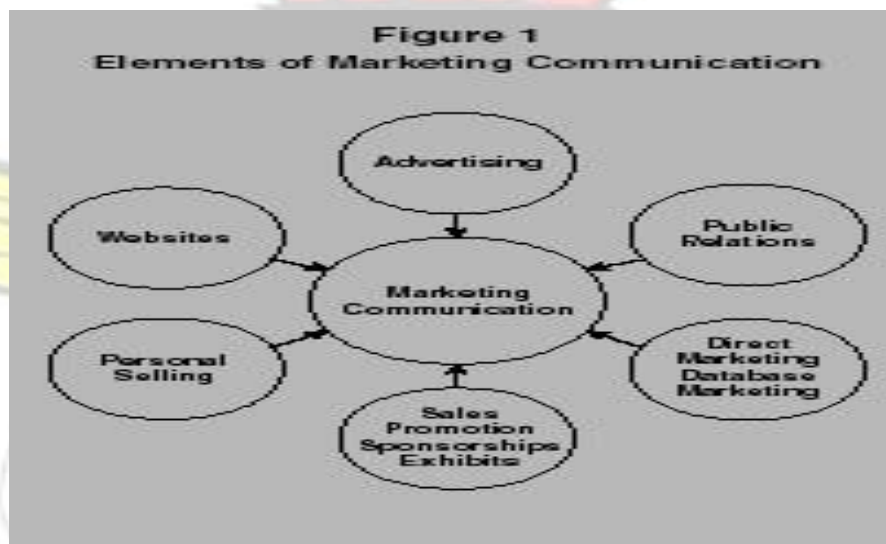 Figure 1
Elements of Marketing Communication
Advertising
Websites
Public
Relations
Marketing
Communication
Personal
Selling
Direct
Marketing
Database
Marketing
Sales
Promotion
Sponsorships
Exhibits